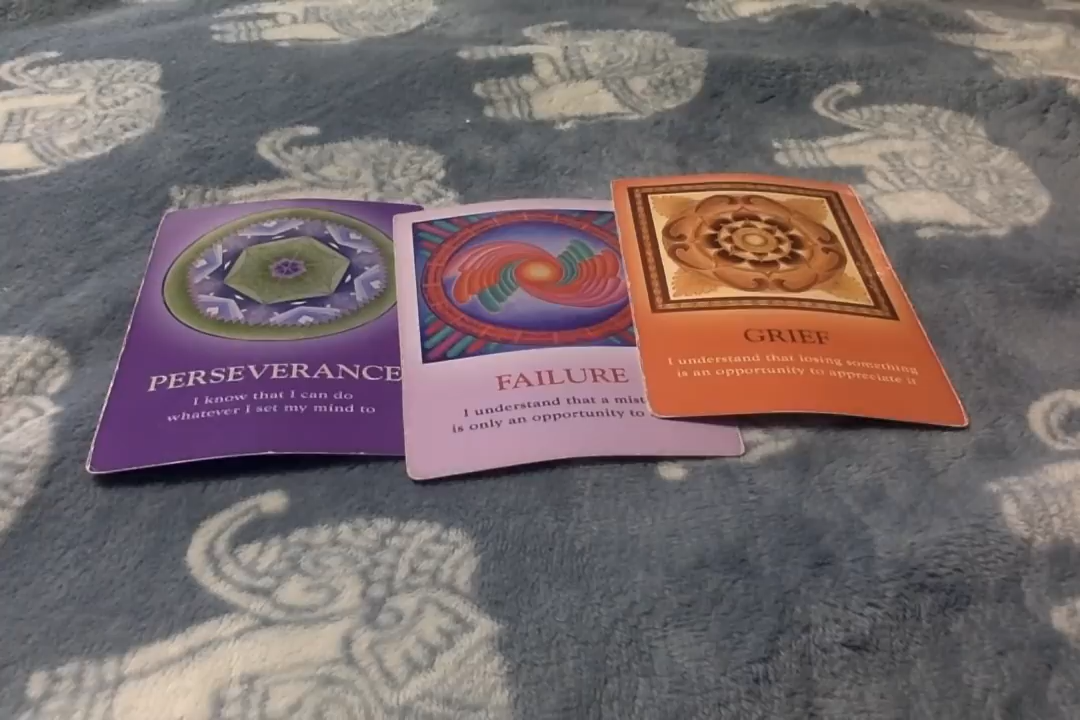 PERSEVERANCE
I know that I can do
whatever I set my mind to
FAILURE
I understand that a mist
is only an opportunity to
GRIEF
I understand that losing something
is an opportunity to appreciate it